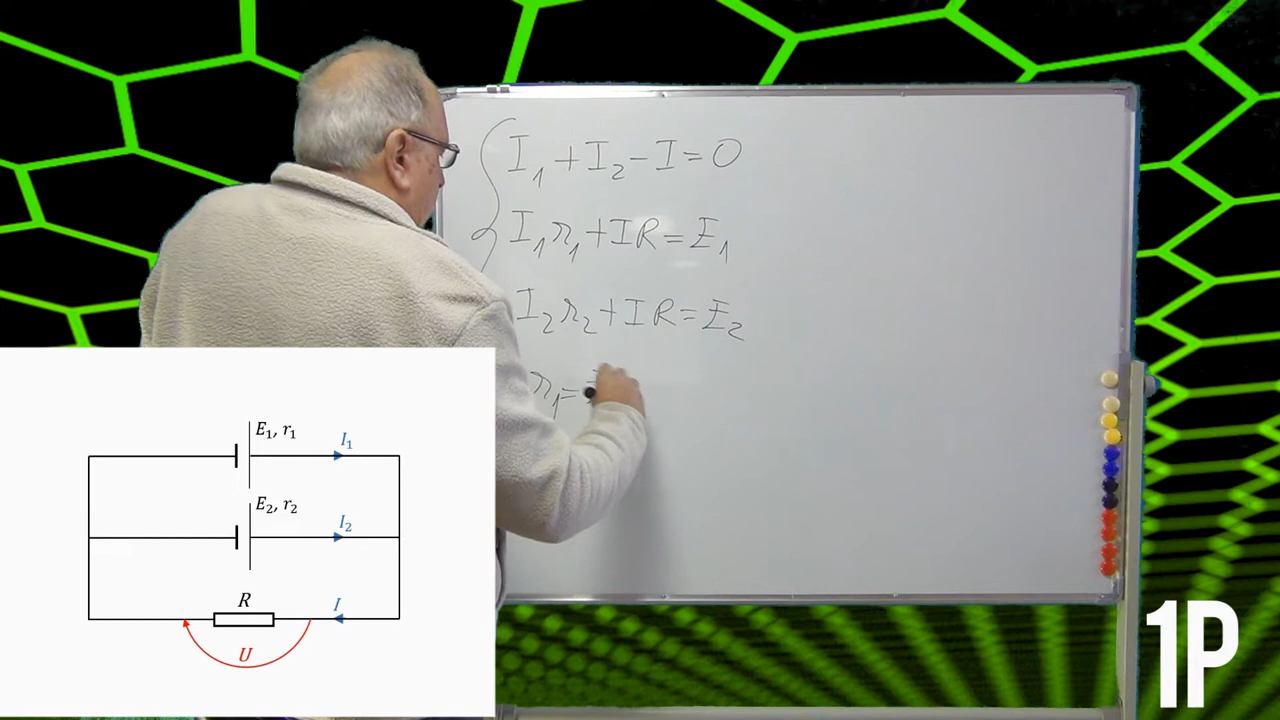 I₁ + I₂ - I = 0
I₁r₁ + IR = E₁
I₂r₂ + IR = E₂
r₁ =
E₁, r₁
I₁
E₂, r₂
I₂
R
I
U
1P